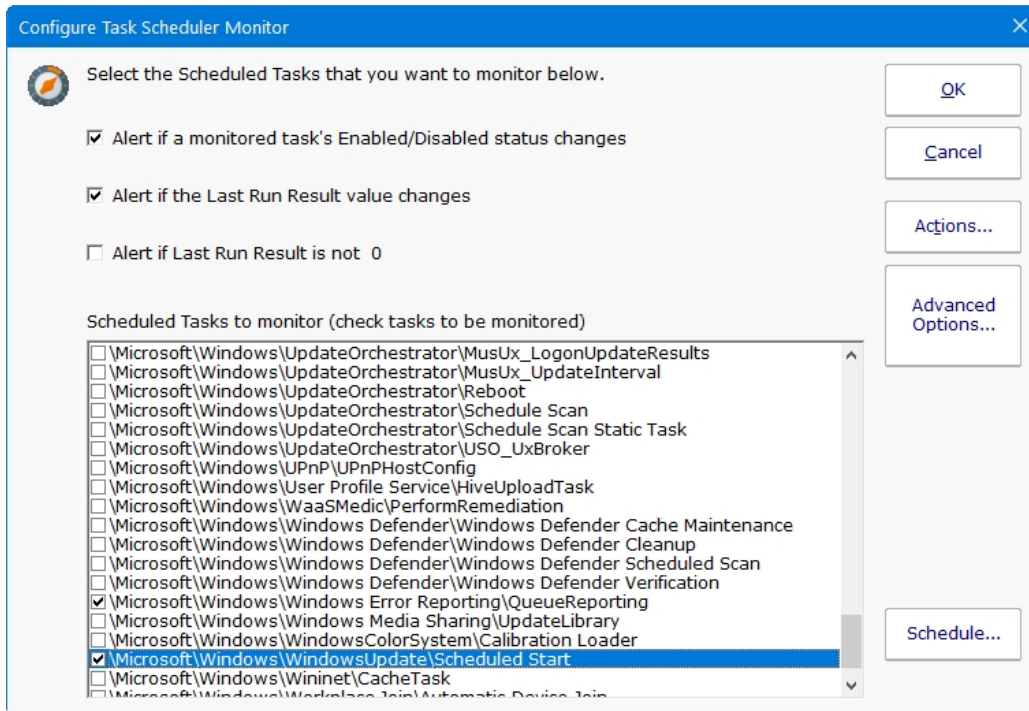 Configure Task Scheduler Monitor
Select the Scheduled Tasks that you want to monitor below.
OK
Alert if a monitored task's Enabled/Disabled status changes
Cancel
Alert if the Last Run Result value changes
Actions...
Alert if Last Run Result is not 0
Advanced
Options...
Scheduled Tasks to monitor (check tasks to be monitored)
\Microsoft\Windows\UpdateOrchestrator\MusUx_LogonUpdateResults
\Microsoft\Windows\UpdateOrchestrator\MusUx_UpdateInterval
\Microsoft\Windows\UpdateOrchestrator\Reboot
\Microsoft\Windows\UpdateOrchestrator\Schedule Scan
\Microsoft\Windows\UpdateOrchestrator\Schedule Scan Static Task
\Microsoft\Windows\UpdateOrchestrator\USO_UxBroker
\Microsoft\Windows\UPnP\UPnPHostConfig
\Microsoft\Windows\User Profile Service\HiveUploadTask
\Microsoft\Windows\WaaSMedic\PerformRemediation
\Microsoft\Windows\Windows Defender\Windows Defender Cache Maintenance
\Microsoft\Windows\Windows Defender\Windows Defender Cleanup
\Microsoft\Windows\Windows Defender\Windows Defender Scheduled Scan
\Microsoft\Windows\Windows Defender\Windows Defender Verification
\Microsoft\Windows\Windows Error Reporting\QueueReporting
\Microsoft\Windows\Windows Media Sharing\UpdateLibrary
\Microsoft\Windows\WindowsColorSystem\Calibration Loader
Schedule...
\Microsoft\Windows\WindowsUpdate\Scheduled Start
\Microsoft\Windows\Wininet\CacheTask
\Microsoft\Windows\Workplace Join\Automatic-Device-Join